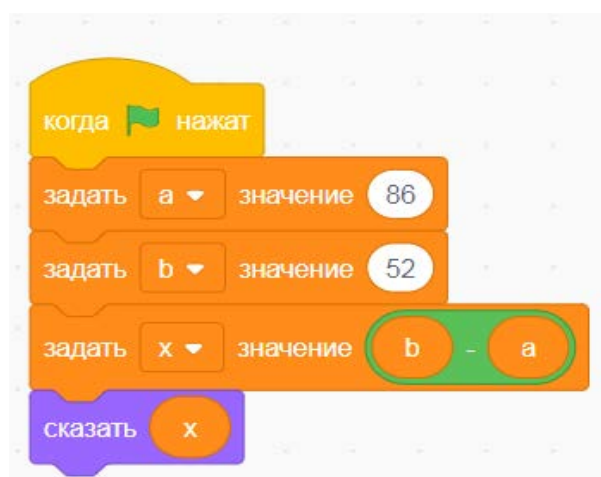 когда нажат
задать a значение 86
задать b значение 52
задать x значение b - a
сказать x